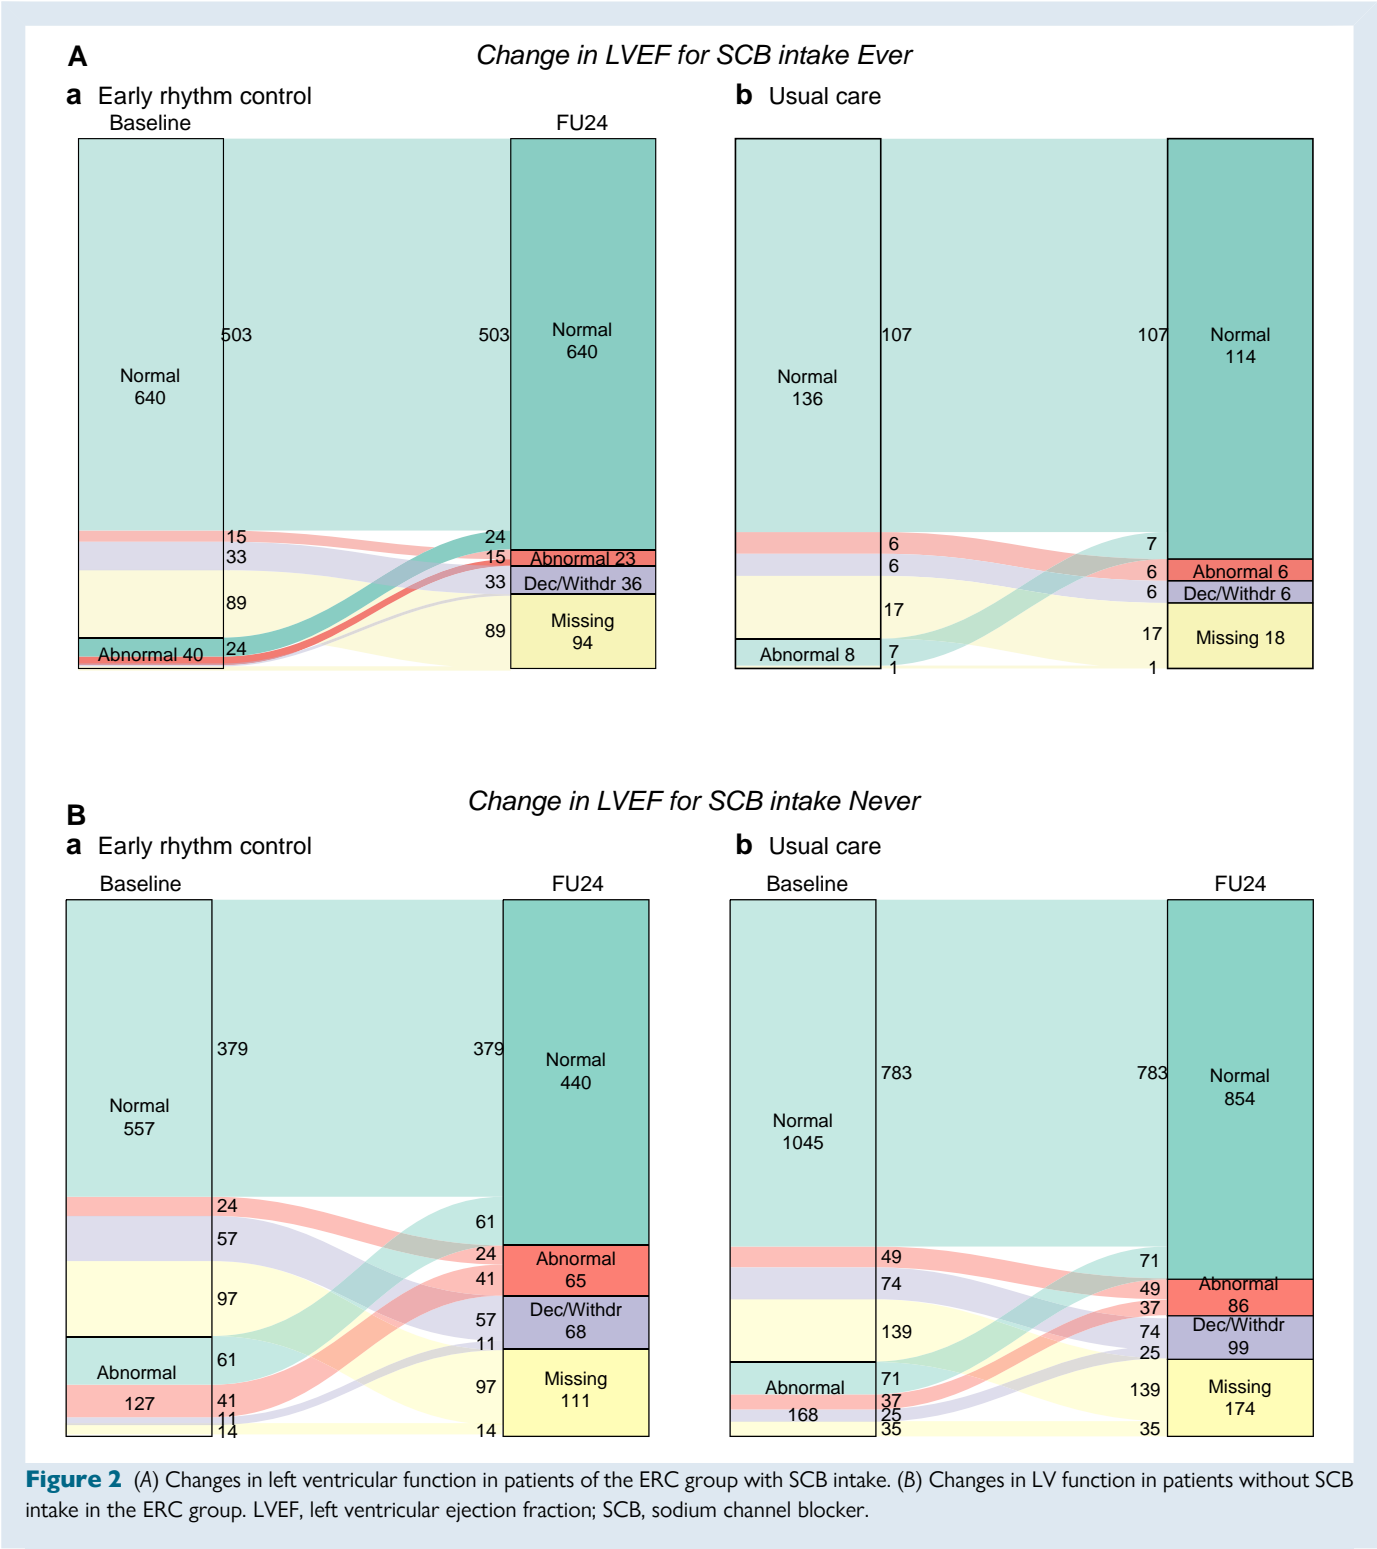 A
Change in LVEF for SCB intake Ever
a Early rhythm control
b Usual care
Baseline
FU24
Normal
640
503
503
Normal
640
15
33
89
24
15
33
89
Abnormal 23
Dec/Withdr 36
Missing
94
Abnormal 40
24
Normal
136
107
107
Normal
114
6
6
17
7
6
6
17
1
Abnormal 6
Dec/Withdr 6
Missing 18
Abnormal 8
7
1
B
Change in LVEF for SCB intake Never
a Early rhythm control
b Usual care
Baseline
FU24
Baseline
FU24
Normal
557
379
379
Normal
440
24
57
97
61
24
41
57
11
97
14
Abnormal
65
Dec/Withdr
68
Missing
111
Abnormal
127
61
41
11
14
Normal
1045
783
783
Normal
854
49
74
139
71
49
37
74
25
139
35
Abnormal
86
Dec/Withdr
99
Missing
174
Abnormal
168
71
37
25
35
Figure 2 (A) Changes in left ventricular function in patients of the ERC group with SCB intake. (B) Changes in LV function in patients without SCB
intake in the ERC group. LVEF, left ventricular ejection fraction; SCB, sodium channel blocker.